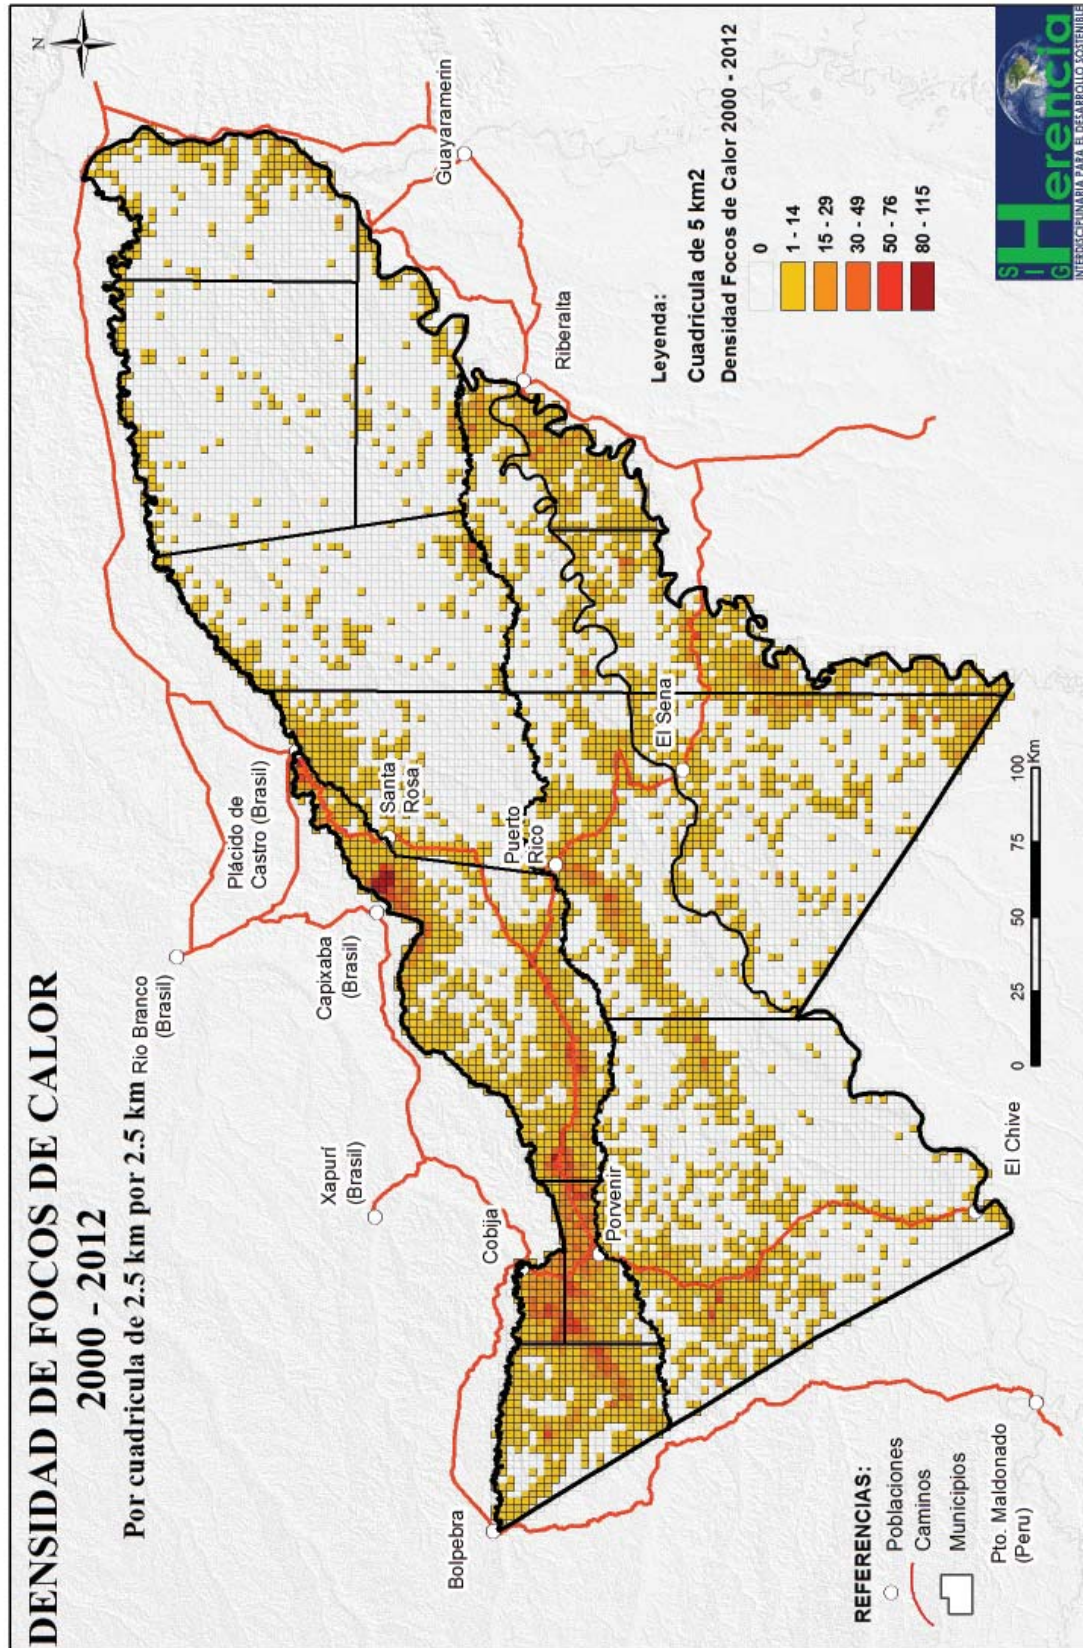 DENSIDAD DE FOCOS DE CALOR
2000 - 2012
Por cuadricula de 2.5 km por 2.5 km
N
Rio Branco
(Brasil)
Plácido de
Castro (Brasil)
Xapurí
(Brasil)
Capixaba
(Brasil)
Santa
Rosa
Guayaramerin
Bolpebra
Cobija
Porvenir
Puerto
Rico
Riberalta
El Sena
El Chive
Pto. Maldonado
(Peru)
REFERENCIAS:
Poblaciones
Caminos
Municipios
0
25
50
75
100
Km
Leyenda:
Cuadricula de 5 km2
Densidad Focos de Calor 2000 - 2012
0
1 - 14
15 - 29
30 - 49
50 - 76
80 - 115
SIG
Herencia
INTERDISCIPLINARIA PARA EL DESARROLLO SOSTENIBLE